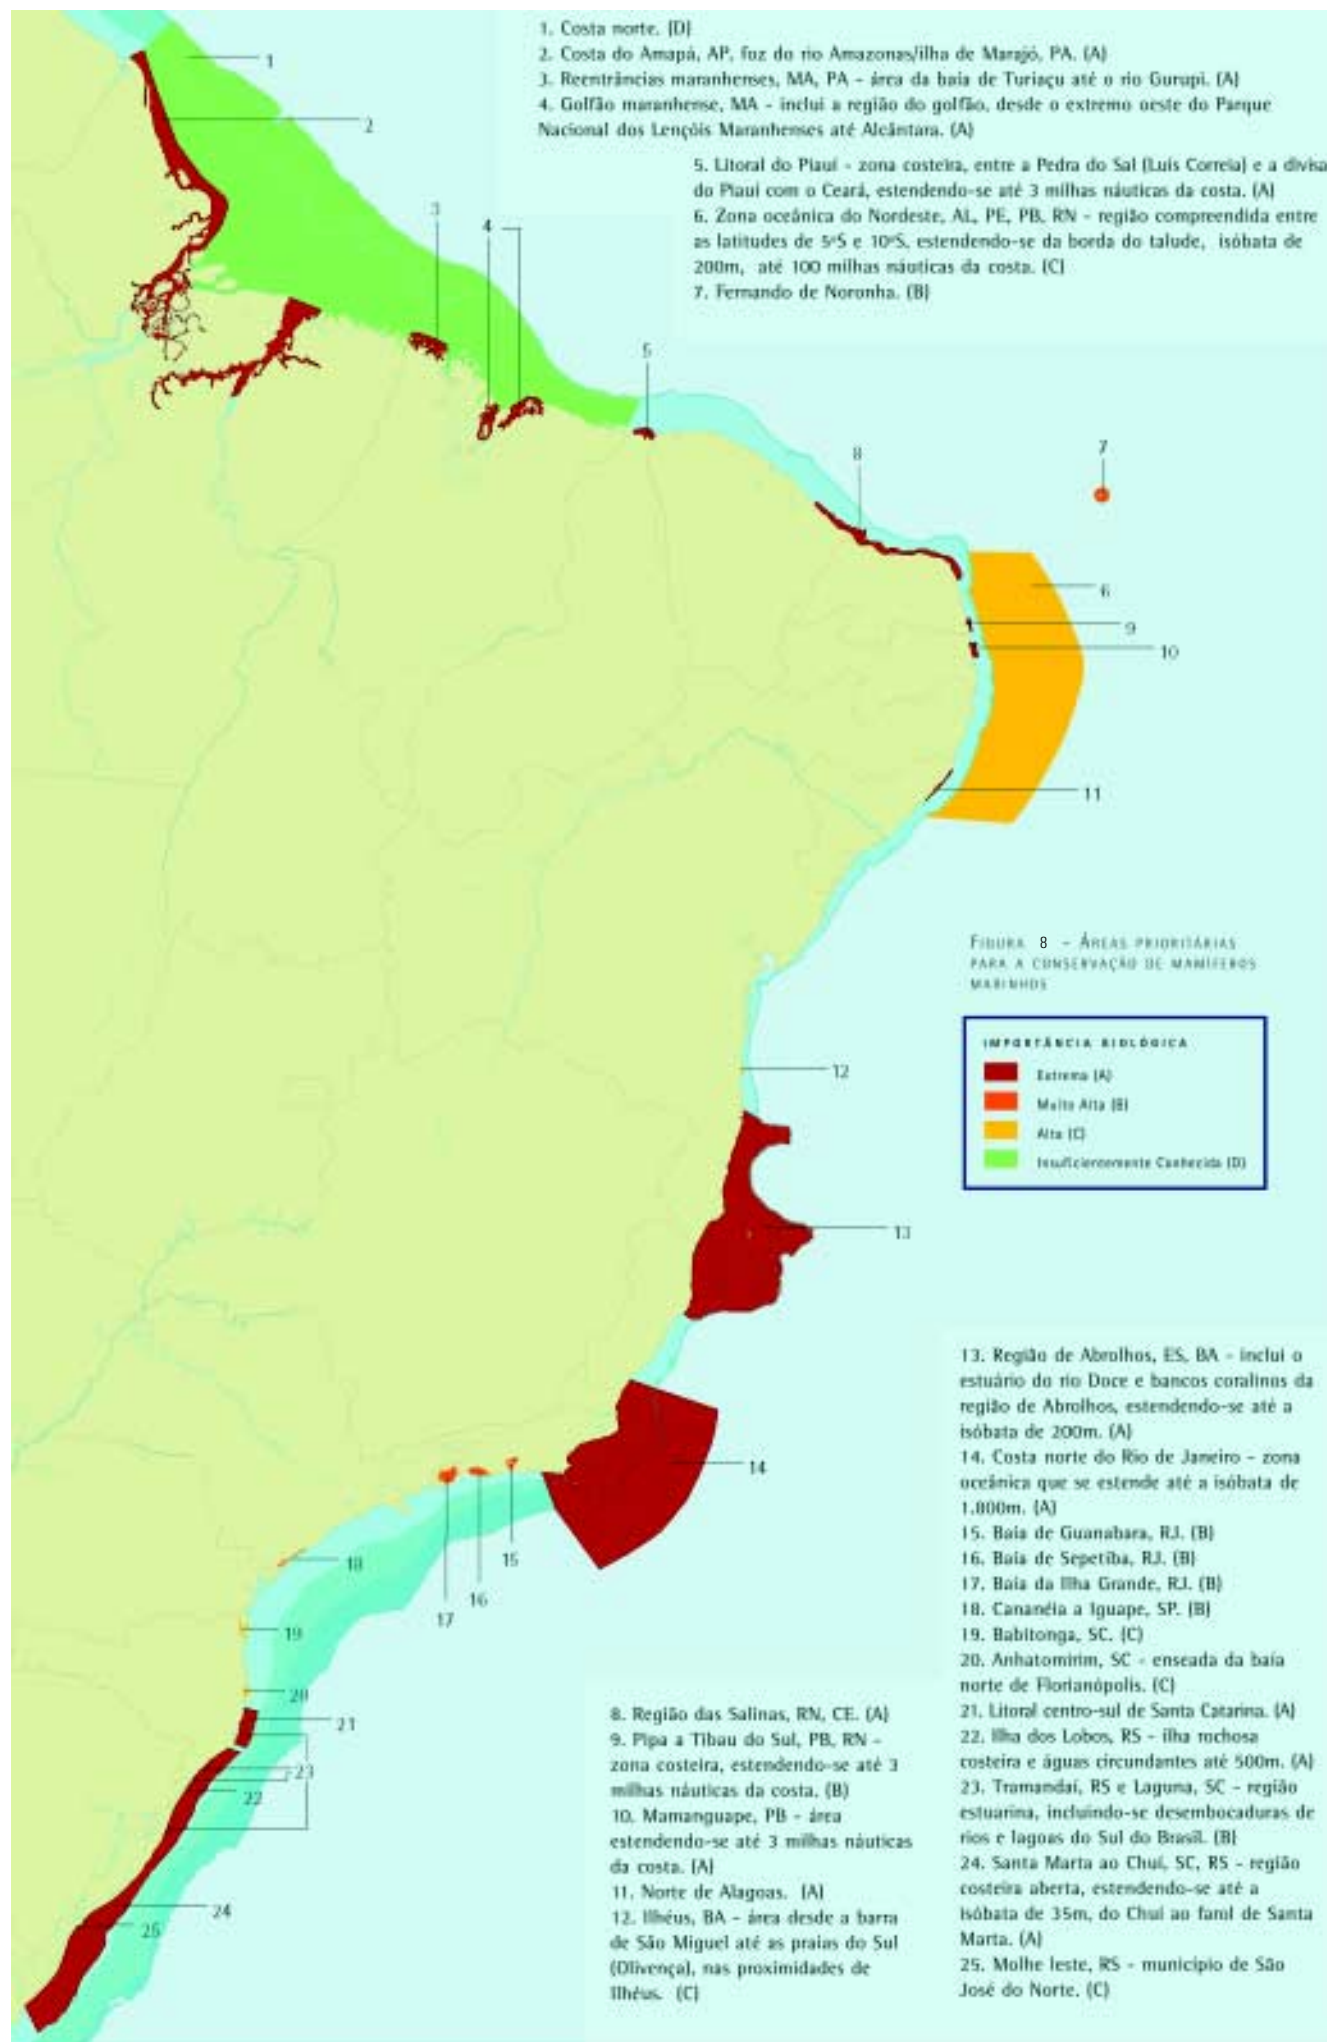 1. Costa norte. (D)
2. Costa do Amapá, AP, foz do rio Amazonas/ilha de Marajó, PA. (A)
3. Reentrâncias maranhenses, MA, PA - área da baia de Turiaçu até o rio Gurupi. (A)
4. Golfão maranhense, MA - inclui a região do golfão, desde o extremo oeste do Parque
Nacional dos Lençóis Maranhenses até Alcântara. (A)
5. Litoral do Piauí - zona costeira, entre a Pedra do Sal (Luís Correia) e a divisa
do Piauí com o Ceará, estendendo-se até 3 milhas náuticas da costa. (A)
6. Zona oceânica do Nordeste, AL, PE, PB, RN - região compreendida entre
as latitudes de 5ºS e 10ºS, estendendo-se da borda do talude, isóbata de
200m, até 100 milhas náuticas da costa. (C)
7. Fernando de Noronha. (B)
1
2
3
4
5
8
7
6
9
10
11
FIGURA 8 - ÁREAS PRIORITÁRIAS
PARA A CONSERVAÇÃO DE MAMÍFEROS
MARINHOS
IMPORTÂNCIA BIOLÓGICA
Extrema (A)
Muito Alta (B)
Alta (C)
Insuficientemente Conhecida (D)
12
13
14
15
16
17
18
19
20
21
23
22
24
25
13. Região de Abrolhos, ES, BA - inclui o
estuário do rio Doce e bancos coralinos da
região de Abrolhos, estendendo-se até a
isóbata de 200m. (A)
14. Costa norte do Rio de Janeiro - zona
oceânica que se estende até a isóbata de
1.800m. (A)
15. Baía de Guanabara, RJ. (B)
16. Baía de Sepetiba, RJ. (B)
17. Baía da Ilha Grande, RJ. (B)
18. Cananéia a Iguape, SP. (B)
19. Babitonga, SC. (C)
20. Anhatomirim, SC - enseada da baía
norte de Florianópolis. (C)
21. Litoral centro-sul de Santa Catarina. (A)
22. Ilha dos Lobos, RS - ilha rochosa
costeira e águas circundantes até 500m. (A)
23. Tramandaí, RS e Laguna, SC - região
estuarina, incluindo-se desembocaduras de
rios e lagoas do Sul do Brasil. (B)
24. Santa Marta ao Chuí, SC, RS - região
costeira aberta, estendendo-se até a
isóbata de 35m, do Chuí ao farol de Santa
Marta. (A)
25. Molhe leste, RS - município de São
José do Norte. (C)
8. Região das Salinas, RN, CE. (A)
9. Pipa a Tibau do Sul, PB, RN -
zona costeira, estendendo-se até 3
milhas náuticas da costa. (B)
10. Mamanguape, PB - área
estendendo-se até 3 milhas náuticas
da costa. (A)
11. Norte de Alagoas. (A)
12. Ilhéus, BA - área desde a barra
de São Miguel até as praias do Sul
(Olivença), nas proximidades de
Ilhéus. (C)